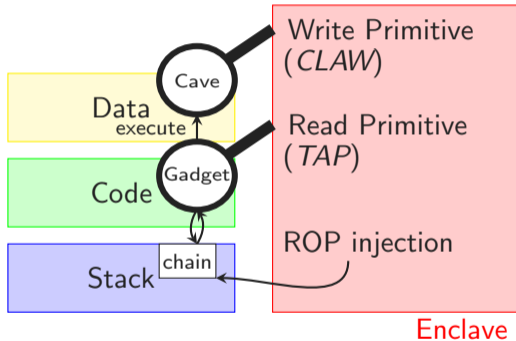 Write Primitive
(CLAW)
Cave
Data
execute
Read Primitive
(TAP)
Gadget
Code
ROP injection
chain
Stack
Enclave